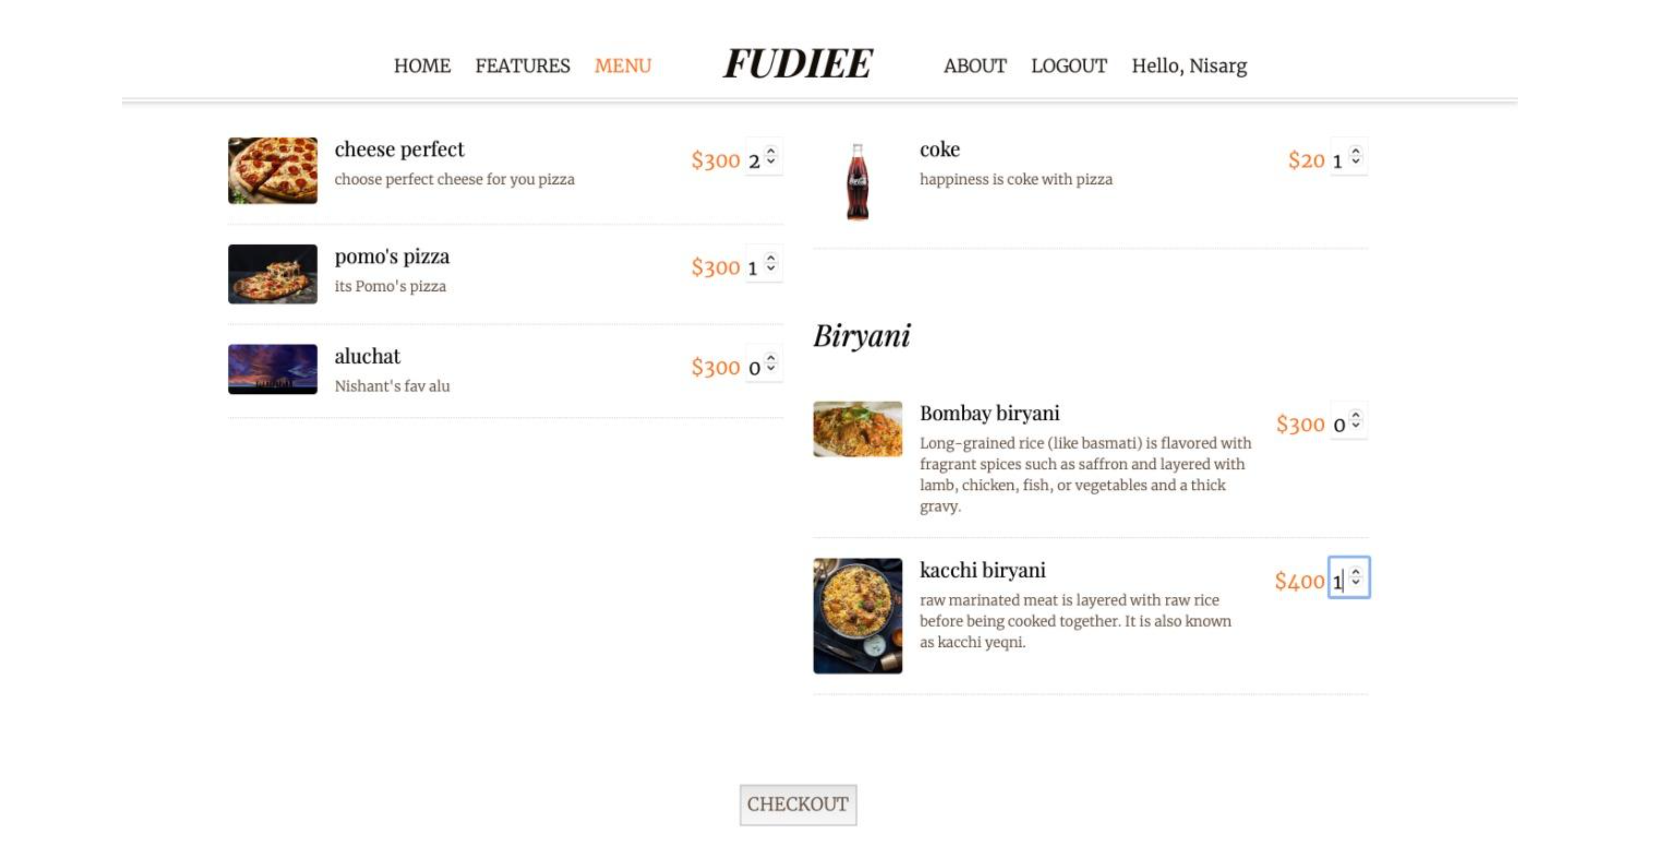 HOME FEATURES MENU FUDIEE ABOUT LOGOUT Hello, Nisarg
cheese perfect
choose perfect cheese for you pizza
$300 2
pomo's pizza
its Pomo's pizza
$300 1
aluchat
Nishant's fav alu
$300 0
coke
happiness is coke with pizza
$20 1
Biryani
Bombay biryani
Long-grained rice (like basmati) is flavored with
fragrant spices such as saffron and layered with
lamb, chicken, fish, or vegetables and a thick
gravy.
$300 0
kacchi biryani
raw marinated meat is layered with raw rice
before being cooked together. It is also known
as kacchi yeqni.
$400 1
CHECKOUT